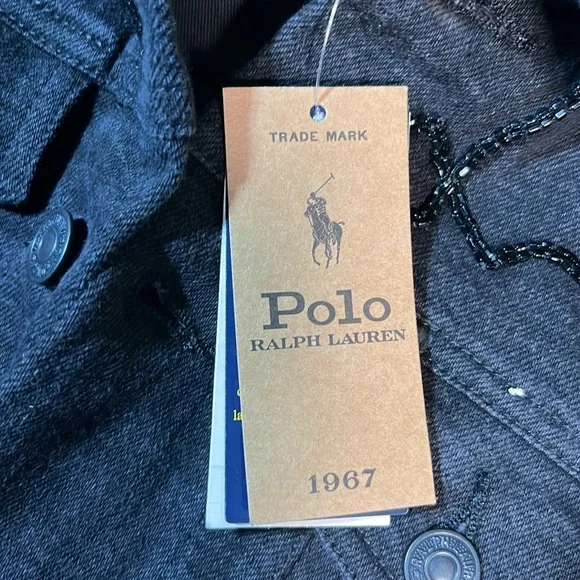 TRADE MARK
Polo
RALPH LAUREN
1967